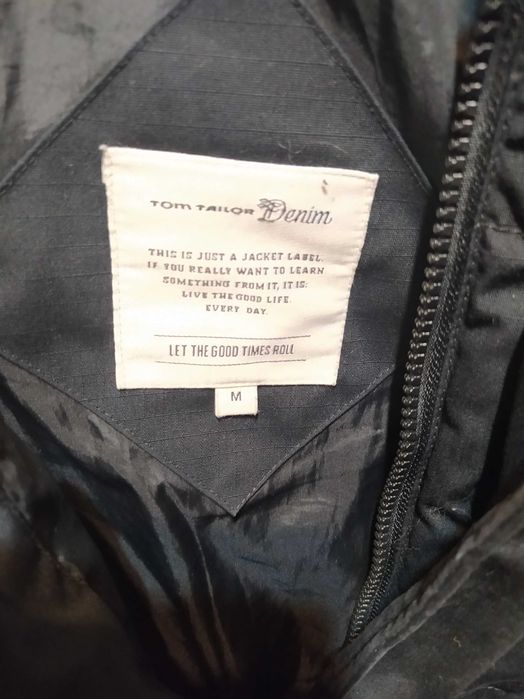 TOM TAILOR Denim
THIS IS JUST A JACKET LABEL.
IF YOU REALLY WANT TO LEARN
SOMETHING FROM IT, IT IS:
LIVE THE GOOD LIFE.
EVERY DAY.
LET THE GOOD TIMES ROLL
M